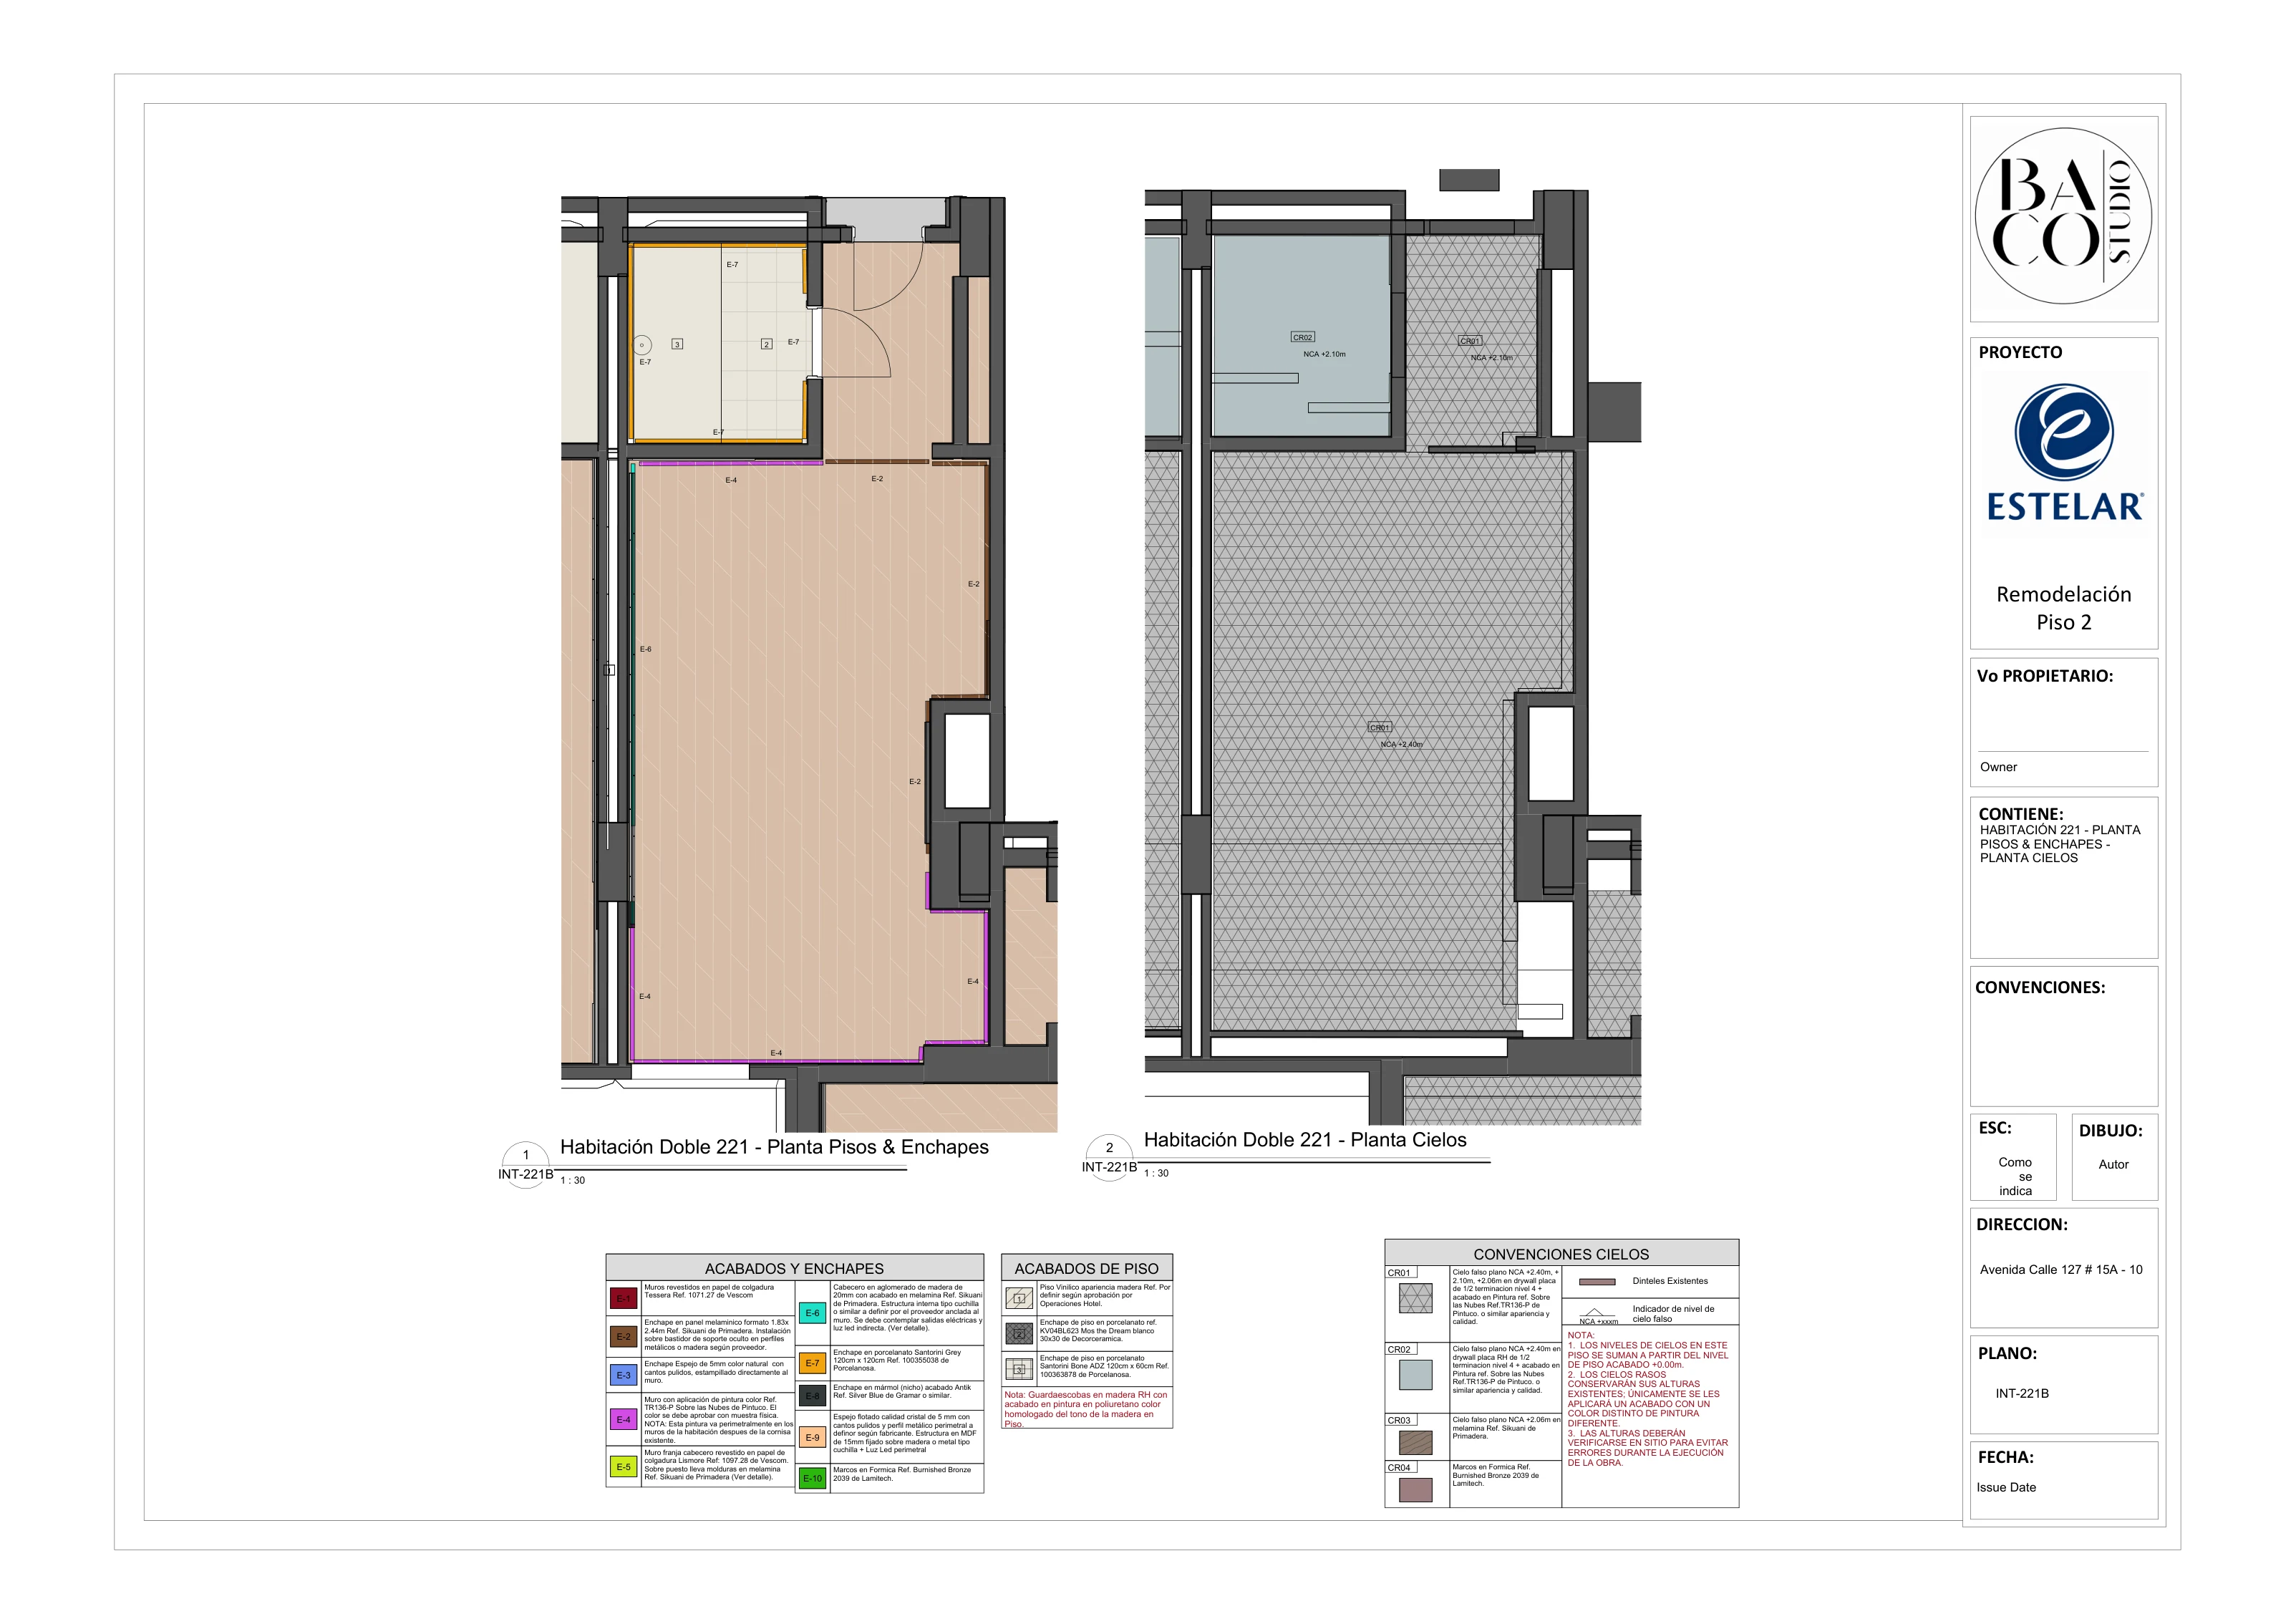 E-7
3
2
E-7
E-7
E-7
E-4
E-2
E-2
E-6
1
E-2
E-4
E-4
E-4
CR02
NCA +2.10m
CR01
NCA +2.10m
CR01
NCA +2.40m
1
INT-221B
Habitación Doble 221 - Planta Pisos & Enchapes
1 : 30
2
INT-221B
Habitación Doble 221 - Planta Cielos
1 : 30
ACABADOS Y ENCHAPES
E-1
Muros revestidos en papel de colgadura
Tessera Ref. 1071.27 de Vescom
E-2
Enchape en panel melaminico formato 1.83x
2.44m Ref. Sikuani de Primadera. Instalación
sobre bastidor de soporte oculto en perfiles
metálicos o madera según proveedor.
E-3
Enchape Espejo de 5mm color natural con
cantos pulidos, estampillado directamente al
muro.
E-4
Muro con aplicación de pintura color Ref.
TR136-P Sobre las Nubes de Pintuco. El
color se debe aprobar con muestra física.
NOTA: Esta pintura va perimetralmente en los
muros de la habitación despues de la cornisa
existente.
E-5
Muro franja cabecero revestido en papel de
colgadura Lismore Ref: 1097.28 de Vescom.
Sobre puesto lleva molduras en melamina
Ref. Sikuani de Primadera (Ver detalle).
E-6
Cabecero en aglomerado de madera de
20mm con acabado en melamina Ref. Sikuani
de Primadera. Estructura interna tipo cuchilla
o similar a definir por el proveedor anclada al
muro. Se debe contemplar salidas eléctricas y
luz led indirecta. (Ver detalle).
E-7
Enchape en porcelanato Santorini Grey
120cm x 120cm Ref. 100355038 de
Porcelanosa.
E-8
Enchape en mármol (nicho) acabado Antik
Ref. Silver Blue de Gramar o similar.
E-9
Espejo flotado calidad cristal de 5 mm con
cantos pulidos y perfil metálico perimetral a
definor según fabricante. Estructura en MDF
de 15mm fijado sobre madera o metal tipo
cuchilla + Luz Led perimetral
E-10
Marcos en Formica Ref. Burnished Bronze
2039 de Lamitech.
ACABADOS DE PISO
1
Piso Vinilico apariencia madera Ref. Por
definir según aprobación por
Operaciones Hotel.
2
Enchape de piso en porcelanato ref.
KV04BL623 Mos the Dream blanco
30x30 de Decorceramica.
3
Enchape de piso en porcelanato
Santorini Bone ADZ 120cm x 60cm Ref.
100363878 de Porcelanosa.
Nota: Guardaescobas en madera RH con
acabado en pintura en poliuretano color
homologado del tono de la madera en
Piso.
CONVENCIONES CIELOS
CR01
Cielo falso plano NCA +2.40m, +
2.10m, +2.06m en drywall placa
de 1/2 terminacion nivel 4 +
acabado en Pintura ref. Sobre
las Nubes Ref.TR136-P de
Pintuco. o similar apariencia y
calidad.
CR02
Cielo falso plano NCA +2.40m en
drywall placa RH de 1/2
terminacion nivel 4 + acabado en
Pintura ref. Sobre las Nubes
Ref.TR136-P de Pintuco. o
similar apariencia y calidad.
CR03
Cielo falso plano NCA +2.06m en
melamina Ref. Sikuani de
Primadera.
CR04
Marcos en Formica Ref.
Burnished Bronze 2039 de
Lamitech.
Dinteles Existentes
NCA +xxxm
Indicador de nivel de
cielo falso
NOTA:
1. LOS NIVELES DE CIELOS EN ESTE
PISO SE SUMAN A PARTIR DEL NIVEL
DE PISO ACABADO +0.00m.
2. LOS CIELOS RASOS
CONSERVARÁN SUS ALTURAS
EXISTENTES; ÚNICAMENTE SE LES
APLICARÁ UN ACABADO CON UN
COLOR DISTINTO DE PINTURA
DIFERENTE.
3. LAS ALTURAS DEBERÁN
VERIFICARSE EN SITIO PARA EVITAR
ERRORES DURANTE LA EJECUCIÓN
DE LA OBRA.
BA
CO
STUDIO
PROYECTO
ESTELAR®
Remodelación
Piso 2
Vo PROPIETARIO:
Owner
CONTIENE:
HABITACIÓN 221 - PLANTA
PISOS & ENCHAPES -
PLANTA CIELOS
CONVENCIONES:
ESC:
Como
se
indica
DIBUJO:
Autor
DIRECCION:
Avenida Calle 127 # 15A - 10
PLANO:
INT-221B
FECHA:
Issue Date